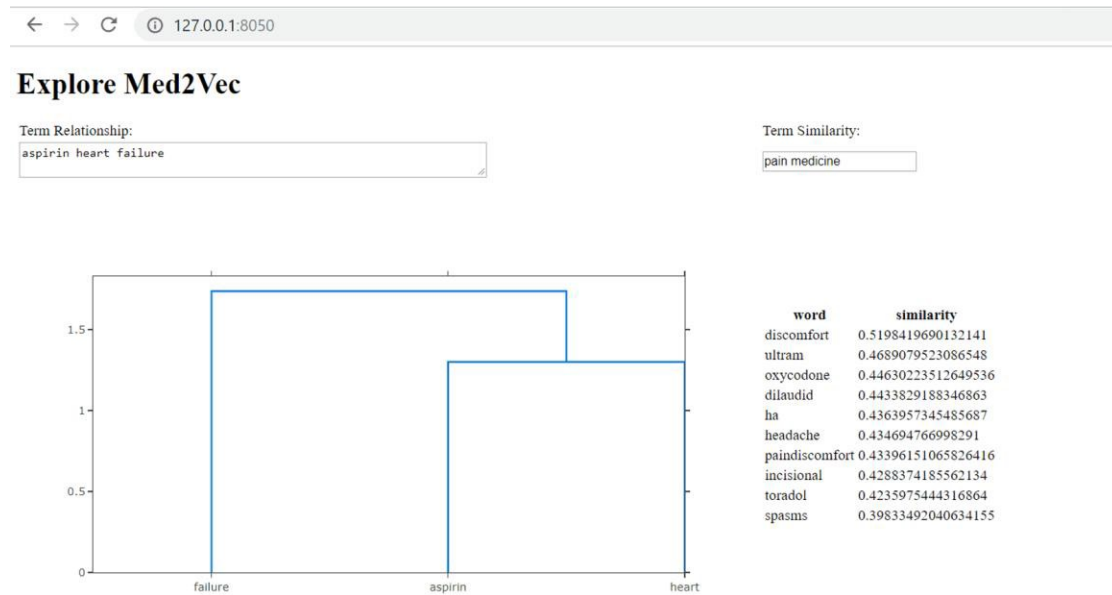 127.0.0.1:8050
Explore Med2Vec
Term Relationship:
aspirin heart failure
Term Similarity:
pain medicine
1.5
1
0.5
0
failure aspirin heart
word similarity
discomfort 0.5198419690132141
ultram 0.4689079523086548
oxycodone 0.44630223512649536
dilaudid 0.4433829188346863
ha 0.4363957345485687
headache 0.434694766998291
paindiscomfort 0.43396151065826416
incisional 0.4288374185562134
toradol 0.4235975444316864
spasms 0.39833492040634155